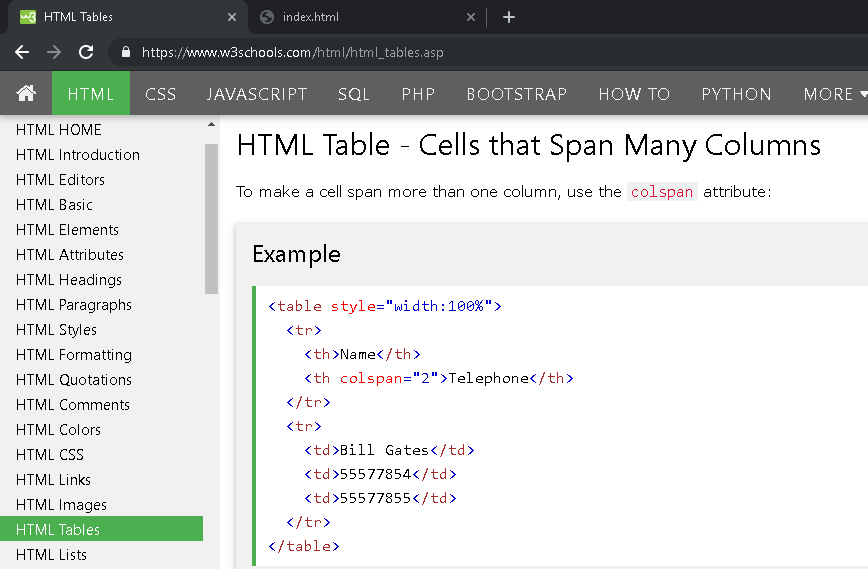 HTML Tables
index.html
https://www.w3schools.com/html/html_tables.asp
HTML CSS JAVASCRIPT SQL PHP BOOTSTRAP HOW TO PYTHON MORE
HTML HOME
HTML Introduction
HTML Editors
HTML Basic
HTML Elements
HTML Attributes
HTML Headings
HTML Paragraphs
HTML Styles
HTML Formatting
HTML Quotations
HTML Comments
HTML Colors
HTML CSS
HTML Links
HTML Images
HTML Tables
HTML Lists
HTML Table - Cells that Span Many Columns
To make a cell span more than one column, use the colspan attribute:
Example
<table style="width:100%">
  <tr>
    <th>Name</th>
    <th colspan="2">Telephone</th>
  </tr>
  <tr>
    <td>Bill Gates</td>
    <td>55577854</td>
    <td>55577855</td>
  </tr>
</table>